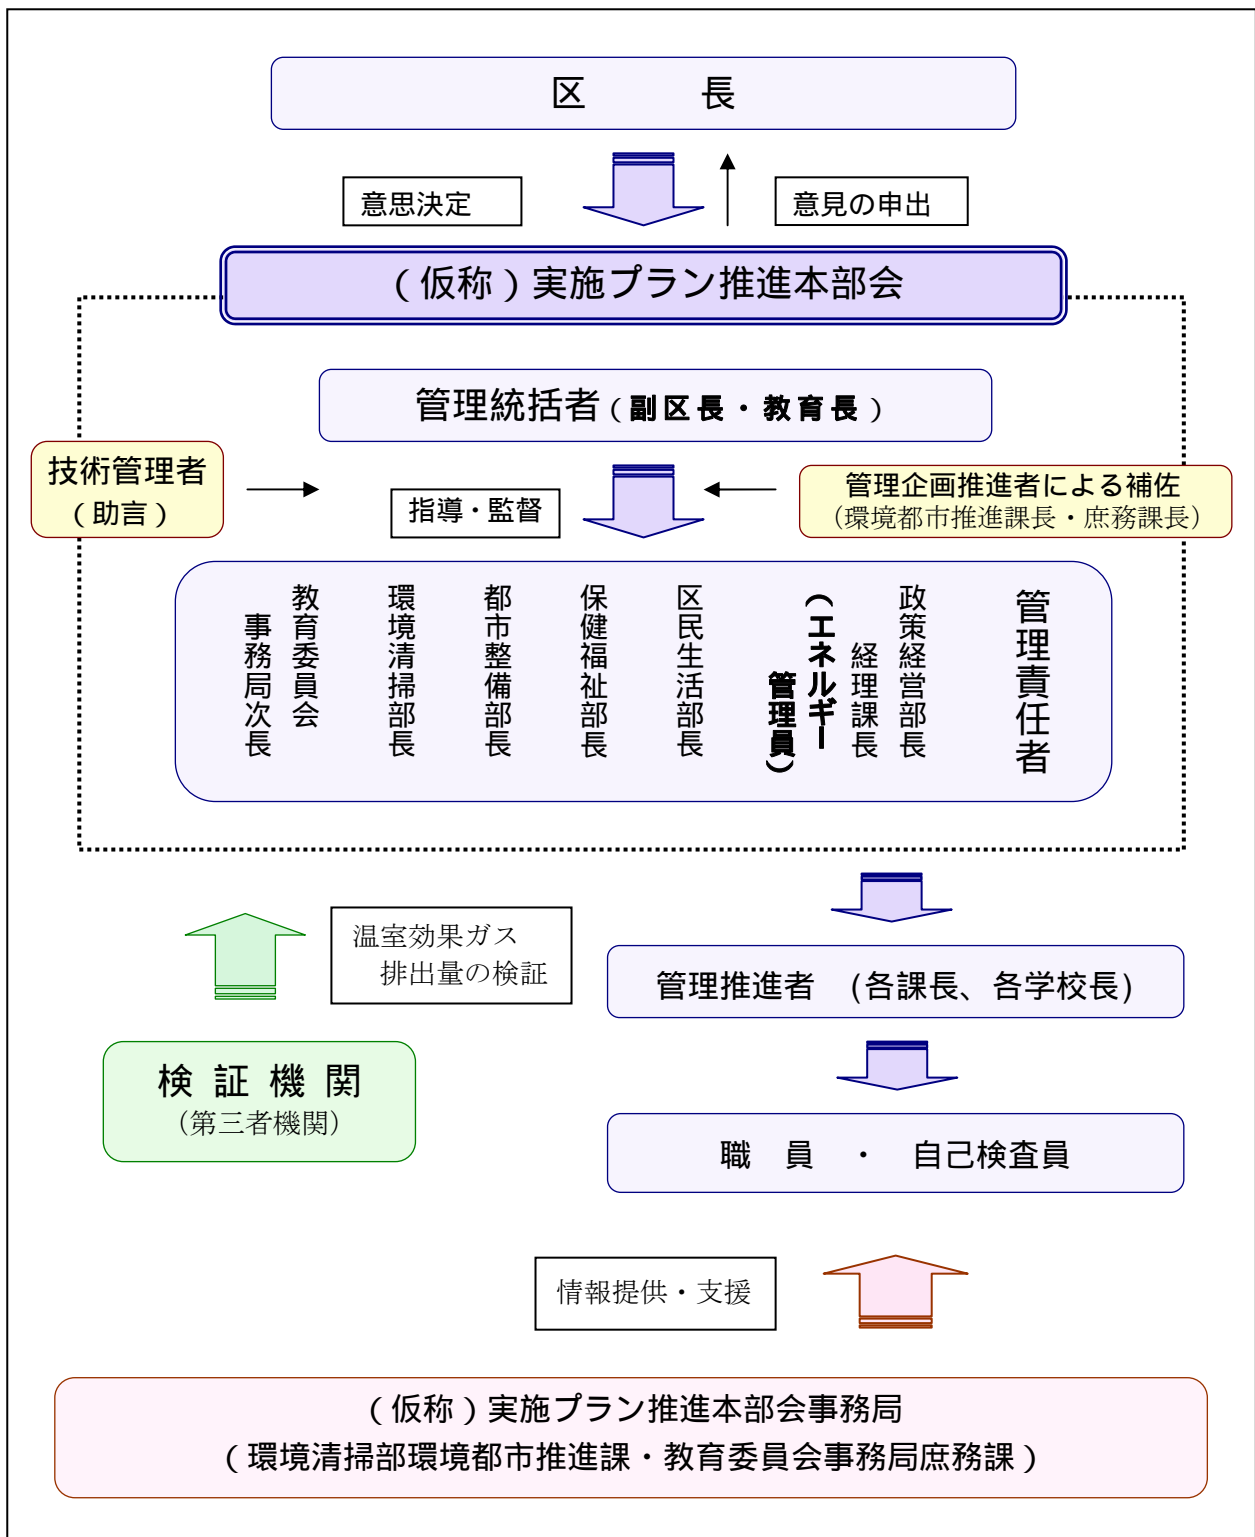 区　　　長
意思決定
意見の申出
（仮称）実施プラン推進本部会
管理統括者（副区長・教育長）
技術管理者
（助言）
指導・監督
管理企画推進者による補佐
（環境都市推進課長・庶務課長）
管理責任者
政策経営部長
経理課長
（エネルギー
管理員）
区民生活部長
保健福祉部長
都市整備部長
環境清掃部長
教育委員会
事務局次長
温室効果ガス
排出量の検証
管理推進者　(各課長、各学校長)
検証機関
（第三者機関）
職　員　・　自己検査員
情報提供・支援
（仮称）実施プラン推進本部会事務局
（環境清掃部環境都市推進課・教育委員会事務局庶務課）